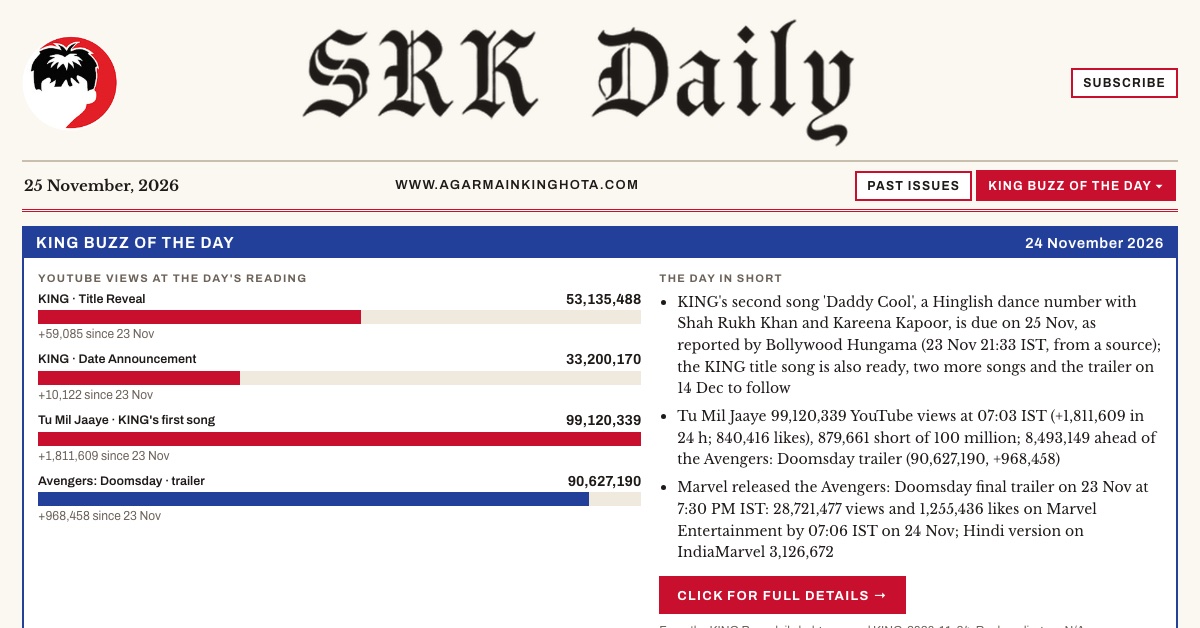 SRK Daily
SUBSCRIBE
25 November, 2026
WWW.AGARMAINKINGHOTA.COM
PAST ISSUES
KING BUZZ OF THE DAY
KING BUZZ OF THE DAY
24 November 2026
YOUTUBE VIEWS AT THE DAY'S READING
KING · Title Reveal
53,135,488
+59,085 since 23 Nov
KING · Date Announcement
33,200,170
+10,122 since 23 Nov
Tu Mil Jaaye · KING's first song
99,120,339
+1,811,609 since 23 Nov
Avengers: Doomsday · trailer
90,627,190
+968,458 since 23 Nov
THE DAY IN SHORT
• KING's second song 'Daddy Cool', a Hinglish dance number with
Shah Rukh Khan and Kareena Kapoor, is due on 25 Nov, as
reported by Bollywood Hungama (23 Nov 21:33 IST, from a source);
the KING title song is also ready, two more songs and the trailer on
14 Dec to follow
• Tu Mil Jaaye 99,120,339 YouTube views at 07:03 IST (+1,811,609 in
24 h; 840,416 likes), 879,661 short of 100 million; 8,493,149 ahead of
the Avengers: Doomsday trailer (90,627,190, +968,458)
• Marvel released the Avengers: Doomsday final trailer on 23 Nov at
7:30 PM IST: 28,721,477 views and 1,255,436 likes on Marvel
Entertainment by 07:06 IST on 24 Nov; Hindi version on
IndiaMarvel 3,126,672
CLICK FOR FULL DETAILS →